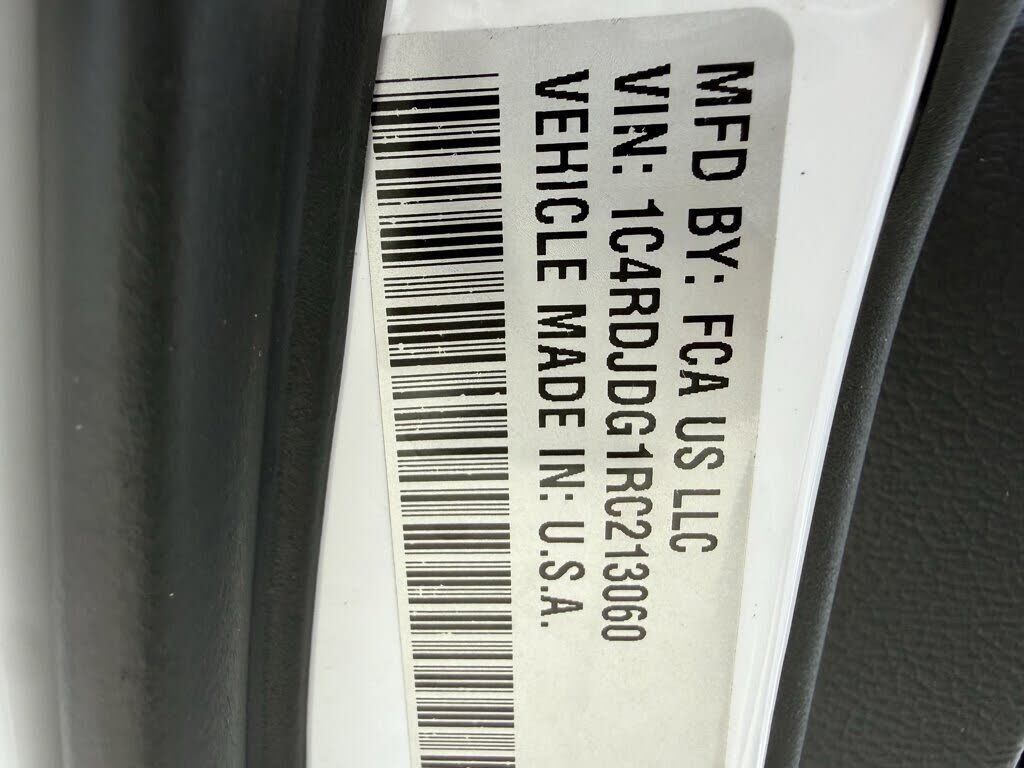 MFD BY: FCA US LLC
VIN: 1C4RDJDG1RC213060
VEHICLE MADE IN: U.S.A.